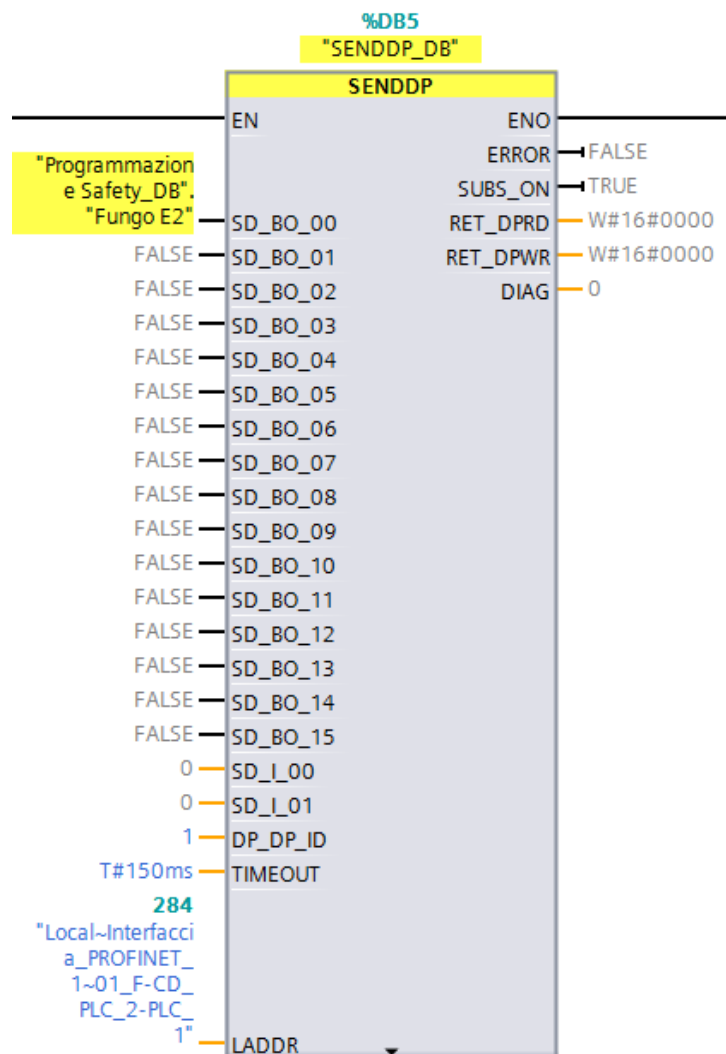 %DB5
"SENDDP_DB"
SENDDP
EN ENO
ERROR FALSE
"Programmazion
e Safety_DB".
"Fungo E2" SD_BO_00
SUBS_ON TRUE
RET_DPRD W#16#0000
FALSE SD_BO_01 RET_DPWR W#16#0000
FALSE SD_BO_02 DIAG 0
FALSE SD_BO_03
FALSE SD_BO_04
FALSE SD_BO_05
FALSE SD_BO_06
FALSE SD_BO_07
FALSE SD_BO_08
FALSE SD_BO_09
FALSE SD_BO_10
FALSE SD_BO_11
FALSE SD_BO_12
FALSE SD_BO_13
FALSE SD_BO_14
FALSE SD_BO_15
0 SD_I_00
0 SD_I_01
1 DP_DP_ID
T#150ms TIMEOUT
284
"Local~Interfacci
a_PROFINET_
1~01_F-CD_
PLC_2-PLC_
1" LADDR